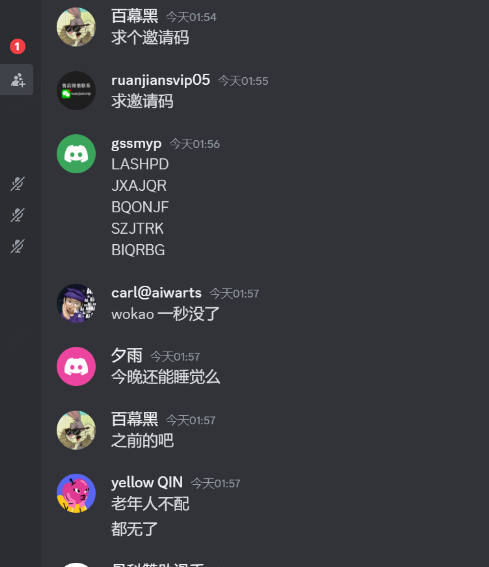 百幕黑 今天01:54
求个邀请码
1
ruanjiansvip05 今天01:55
求邀请码
gssmyp 今天01:56
LASHPD
JXAJQR
BQONJF
SZJTRK
BIQRBG
carl@aiwarts 今天01:57
wokao 一秒没了
夕雨 今天01:57
今晚还能睡觉么
百幕黑 今天01:57
之前的吧
yellow QIN 今天01:57
老年人不配
都无了